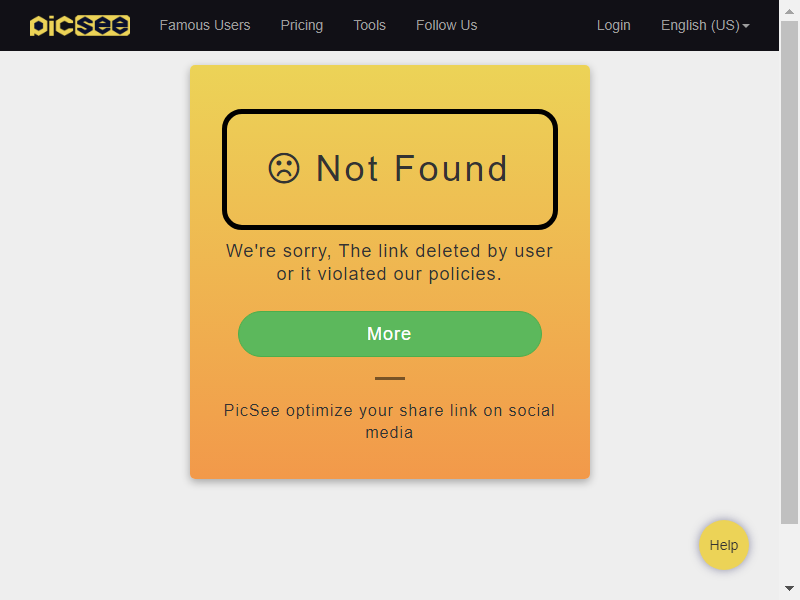 picsee Famous Users Pricing Tools Follow Us Login English (US)
☹ Not Found
We're sorry, The link deleted by user
or it violated our policies.
More
PicSee optimize your share link on social
media
Help